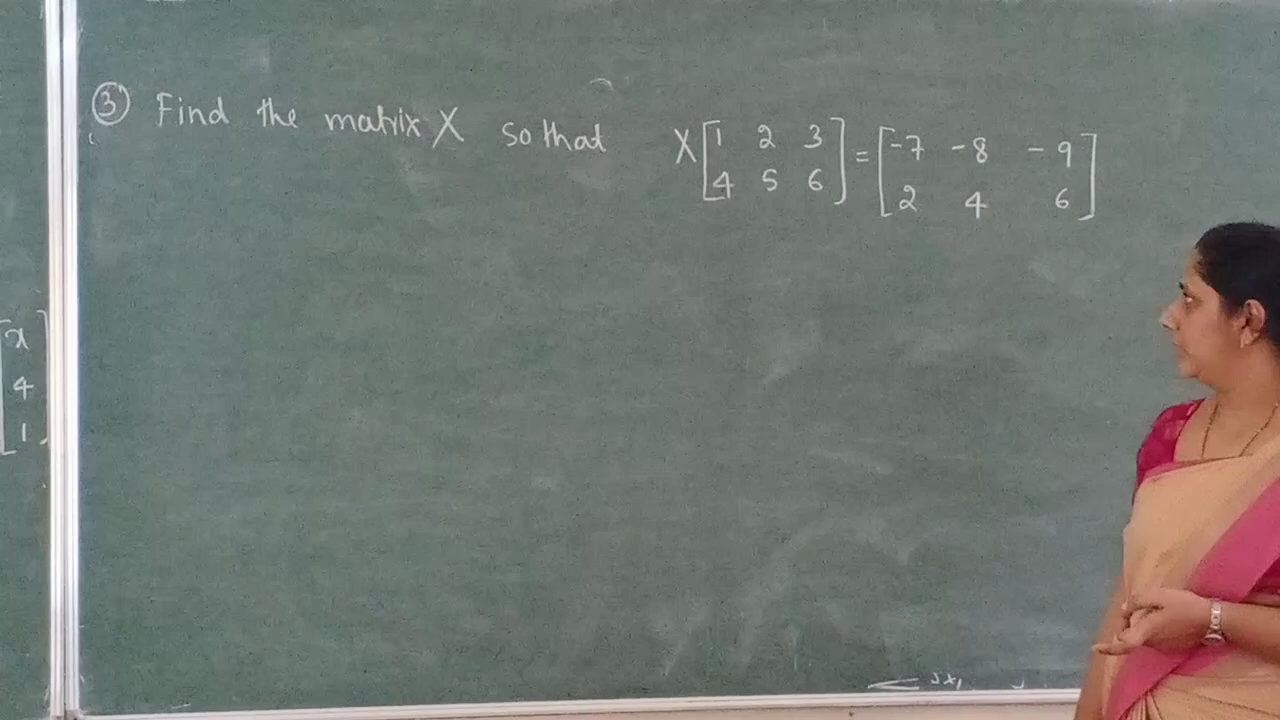 ③ Find the matrix X so that X [1 2 3 = [-7 -8 -9
4 5 6] 2 4 6]
[x
4
1]